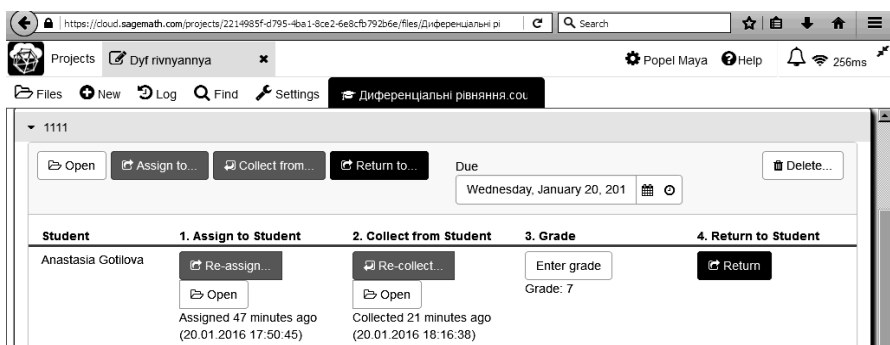 https://cloud.sagemath.com/projects/2214985f-d795-4ba1-8ce2-6e8cfb792b6e/files/Диференціальні рі
Search
Projects Dyf rivnyannya Popel Maya Help 256ms
Files New Log Find Settings Диференціальні рівняння.cou
1111
Open Assign to... Collect from... Return to... Due Delete...
Wednesday, January 20, 201
Student 1. Assign to Student 2. Collect from Student 3. Grade 4. Return to Student
Anastasia Gotilova Re-assign... Re-collect... Enter grade Return
Open Open Grade: 7
Assigned 47 minutes ago Collected 21 minutes ago
(20.01.2016 17:50:45) (20.01.2016 18:16:38)